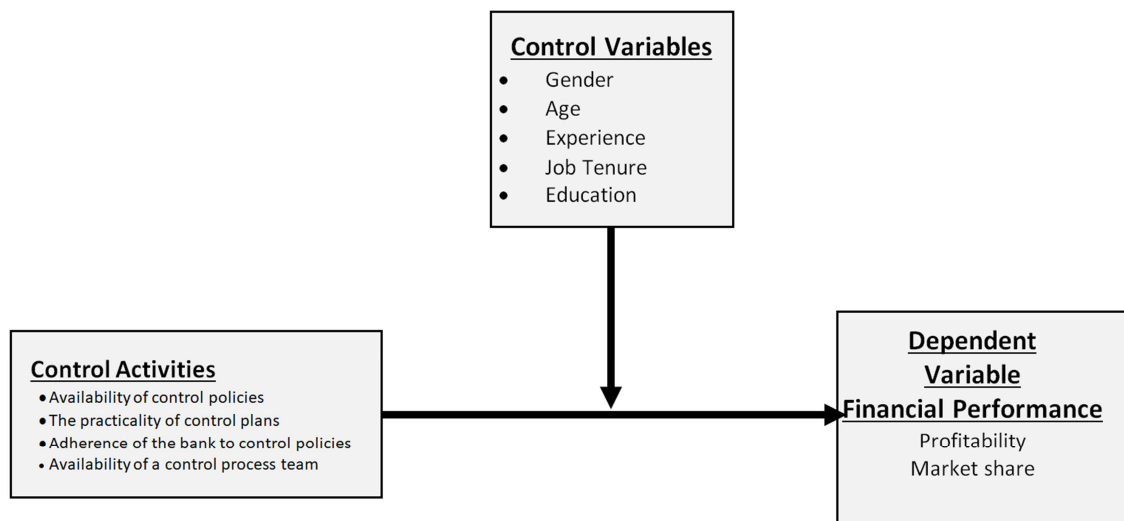 Control Variables
• Gender
• Age
• Experience
• Job Tenure
• Education
Control Activities
• Availability of control policies
• The practicality of control plans
• Adherence of the bank to control policies
• Availability of a control process team
Dependent
Variable
Financial Performance
Profitability
Market share